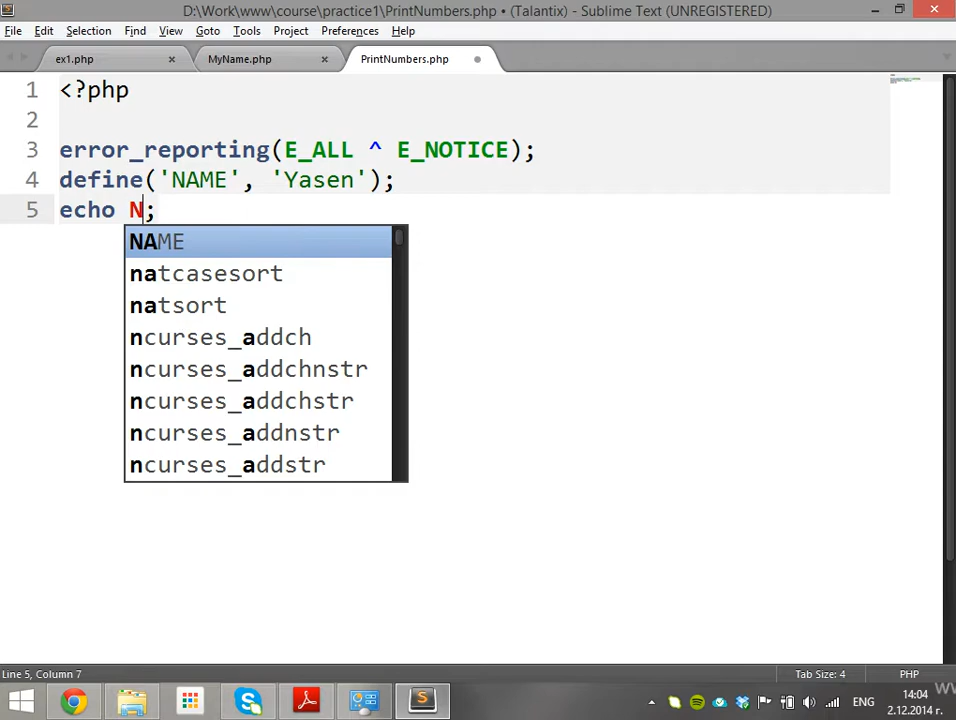 D:\Work\www\course\practice1\PrintNumbers.php • (Talantix) - Sublime Text (UNREGISTERED)
File Edit Selection Find View Goto Tools Project Preferences Help
ex1.php × MyName.php × PrintNumbers.php
1 <?php
2
3 error_reporting(E_ALL ^ E_NOTICE);
4 define('NAME', 'Yasen');
5 echo N;
NAME
natcasesort
natsort
ncurses_addch
ncurses_addchnstr
ncurses_addchstr
ncurses_addnstr
ncurses_addstr
Line 5, Column 7 Tab Size: 4 PHP
ENG 14:04
2.12.2014 г.